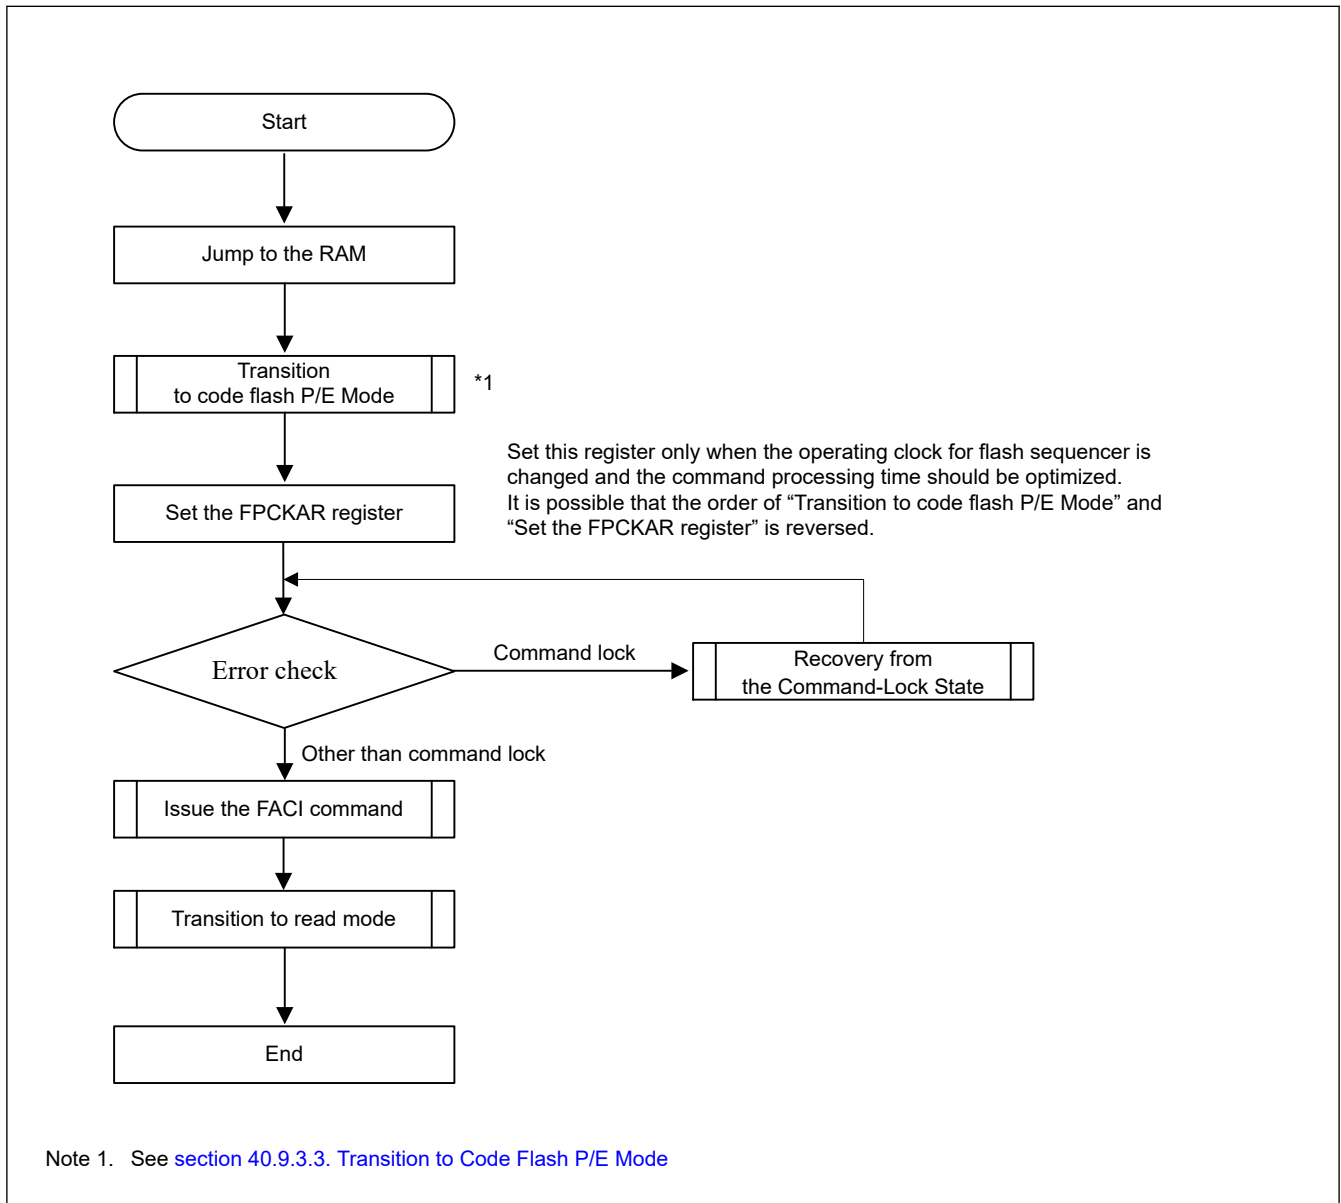 Start
Jump to the RAM
Transition
to code flash P/E Mode
*1
Set this register only when the operating clock for flash sequencer is
changed and the command processing time should be optimized.
It is possible that the order of “Transition to code flash P/E Mode” and
“Set the FPCKAR register” is reversed.
Set the FPCKAR register
Error check
Command lock
Recovery from
the Command-Lock State
Other than command lock
Issue the FACI command
Transition to read mode
End
Note 1. See section 40.9.3.3. Transition to Code Flash P/E Mode